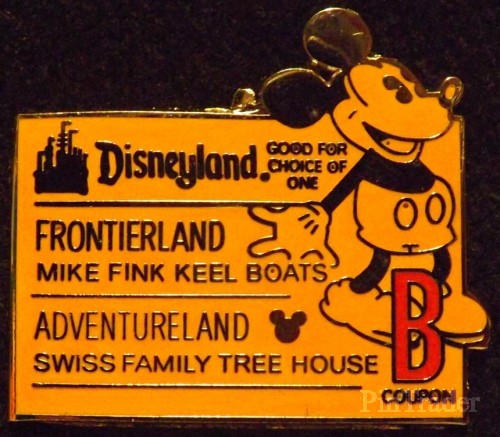 Disneyland.
GOOD FOR
CHOICE OF
ONE
FRONTIERLAND
MIKE FINK KEEL BOATS
ADVENTURELAND
SWISS FAMILY TREE HOUSE
B
COUPON
PinTrader